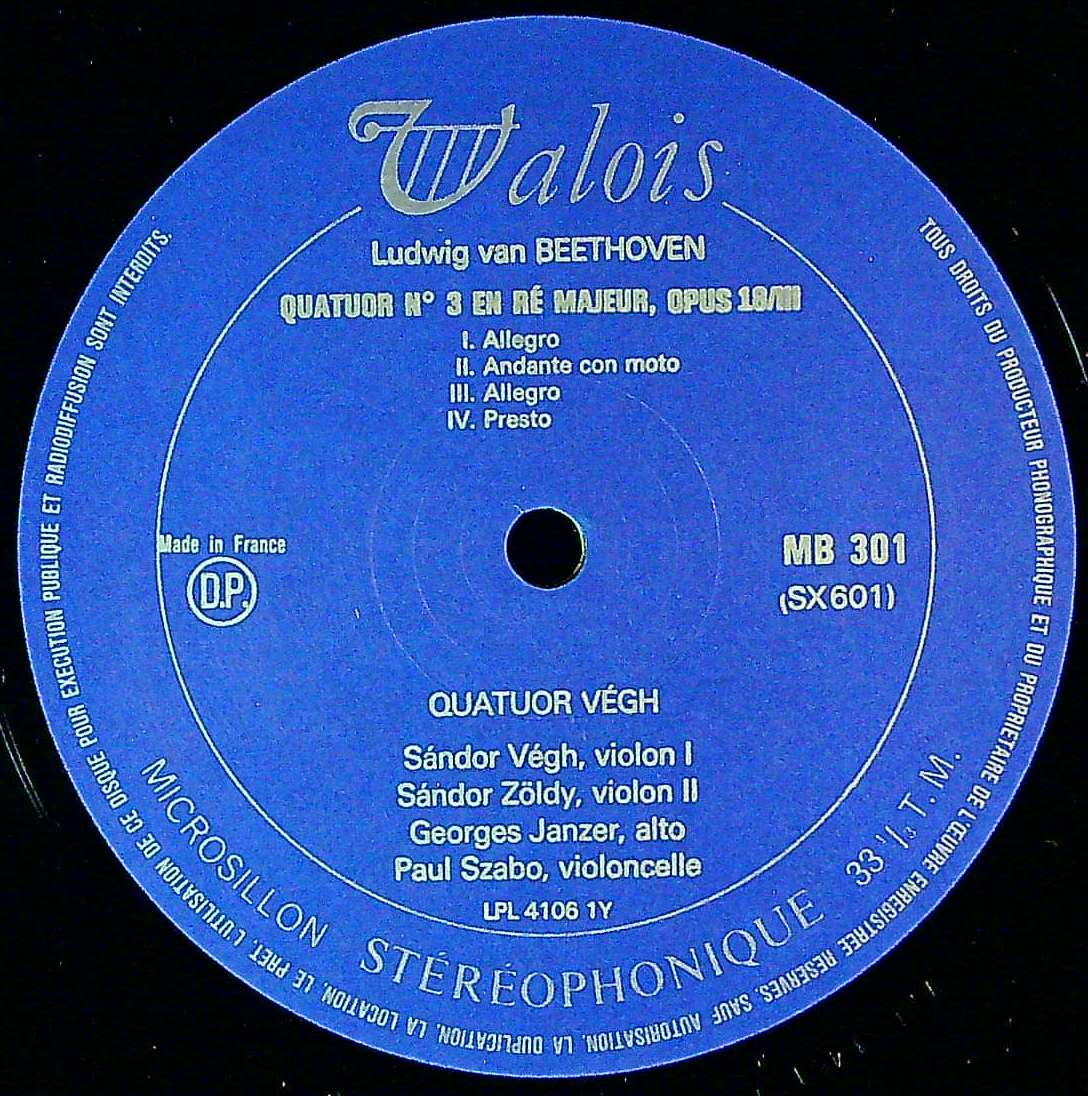 Valois
Ludwig van BEETHOVEN
QUATUOR N° 3 EN RÉ MAJEUR, OPUS 18/III
I. Allegro
II. Andante con moto
III. Allegro
IV. Presto
Made in France
D.P.
MB 301
(SX601)
QUATUOR VÉGH
Sándor Végh, violon I
Sándor Zöldy, violon II
Georges Janzer, alto
Paul Szabo, violoncelle
LPL 4106 1Y
MICROSILLON STÉRÉOPHONIQUE 33 1/3 T. M.
TOUS DROITS DU PRODUCTEUR PHONOGRAPHIQUE ET DU PROPRIETAIRE DE L'ŒUVRE ENREGISTREE RESERVES. SAUF AUTORISATION, LA DUPLICATION, LA LOCATION, LE PRET, L'UTILISATION DE CE DISQUE POUR EXECUTION PUBLIQUE ET RADIODIFFUSION SONT INTERDITS.